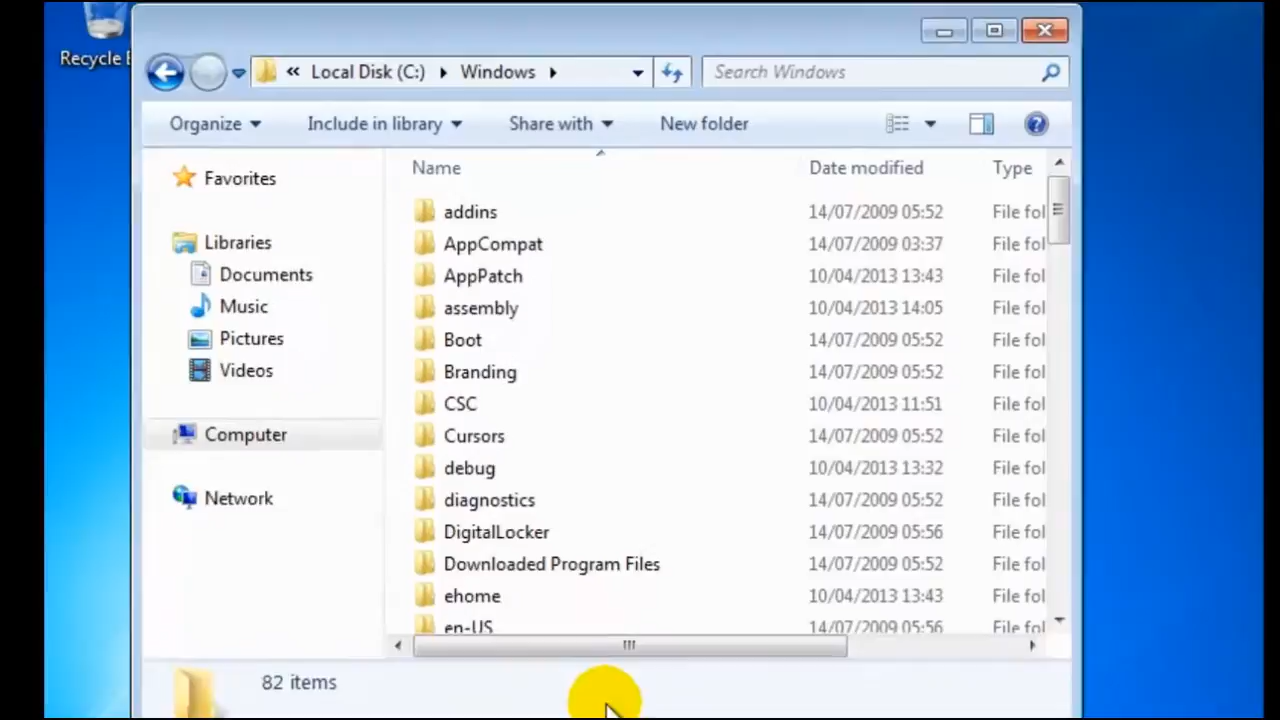 Recycle
« Local Disk (C:) Windows
Search Windows
Organize Include in library Share with New folder
Name Date modified Type
Favorites
Libraries
Documents
Music
Pictures
Videos
Computer
Network
addins 14/07/2009 05:52 File fol
AppCompat 14/07/2009 03:37 File fol
AppPatch 10/04/2013 13:43 File fol
assembly 10/04/2013 14:05 File fol
Boot 14/07/2009 05:52 File fol
Branding 14/07/2009 05:52 File fol
CSC 10/04/2013 11:51 File fol
Cursors 14/07/2009 05:52 File fol
debug 10/04/2013 13:32 File fol
diagnostics 14/07/2009 05:52 File fol
DigitalLocker 14/07/2009 05:56 File fol
Downloaded Program Files 14/07/2009 05:52 File fol
ehome 10/04/2013 13:43 File fol
en-US 14/07/2009 05:56 File fol
82 items